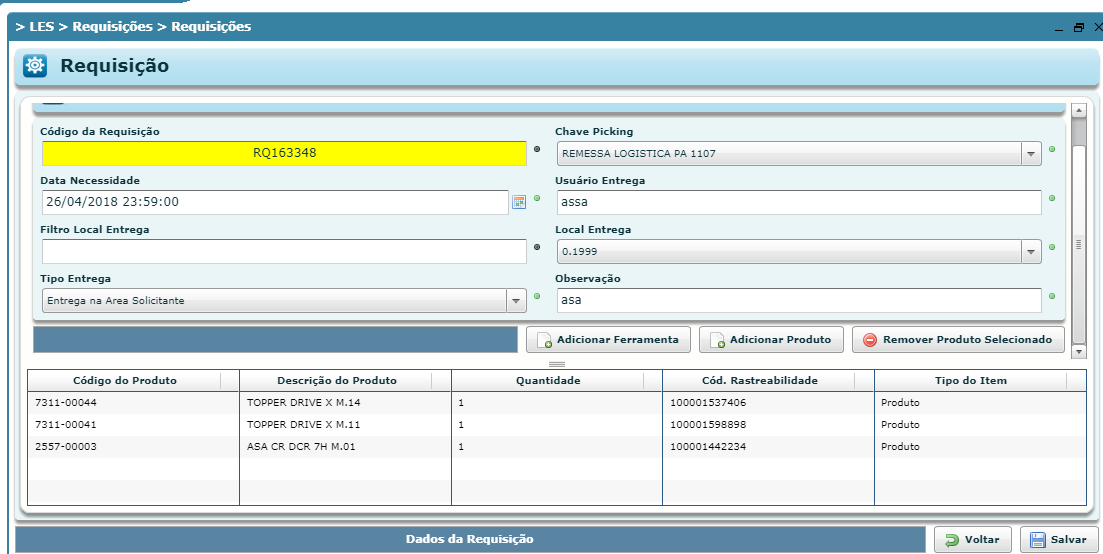 > LES > Requisições > Requisições
Requisição
Código da Requisição
Chave Picking
RQ163348
REMESSA LOGISTICA PA 1107
Data Necessidade
Usuário Entrega
26/04/2018 23:59:00
assa
Filtro Local Entrega
Local Entrega
0.1999
Tipo Entrega
Observação
Entrega na Area Solicitante
asa
Adicionar Ferramenta
Adicionar Produto
Remover Produto Selecionado
Código do Produto Descrição do Produto Quantidade Cód. Rastreabilidade Tipo do Item
7311-00044 TOPPER DRIVE X M.14 1 100001537406 Produto
7311-00041 TOPPER DRIVE X M.11 1 100001598898 Produto
2557-00003 ASA CR DCR 7H M.01 1 100001442234 Produto
Dados da Requisição
Voltar
Salvar